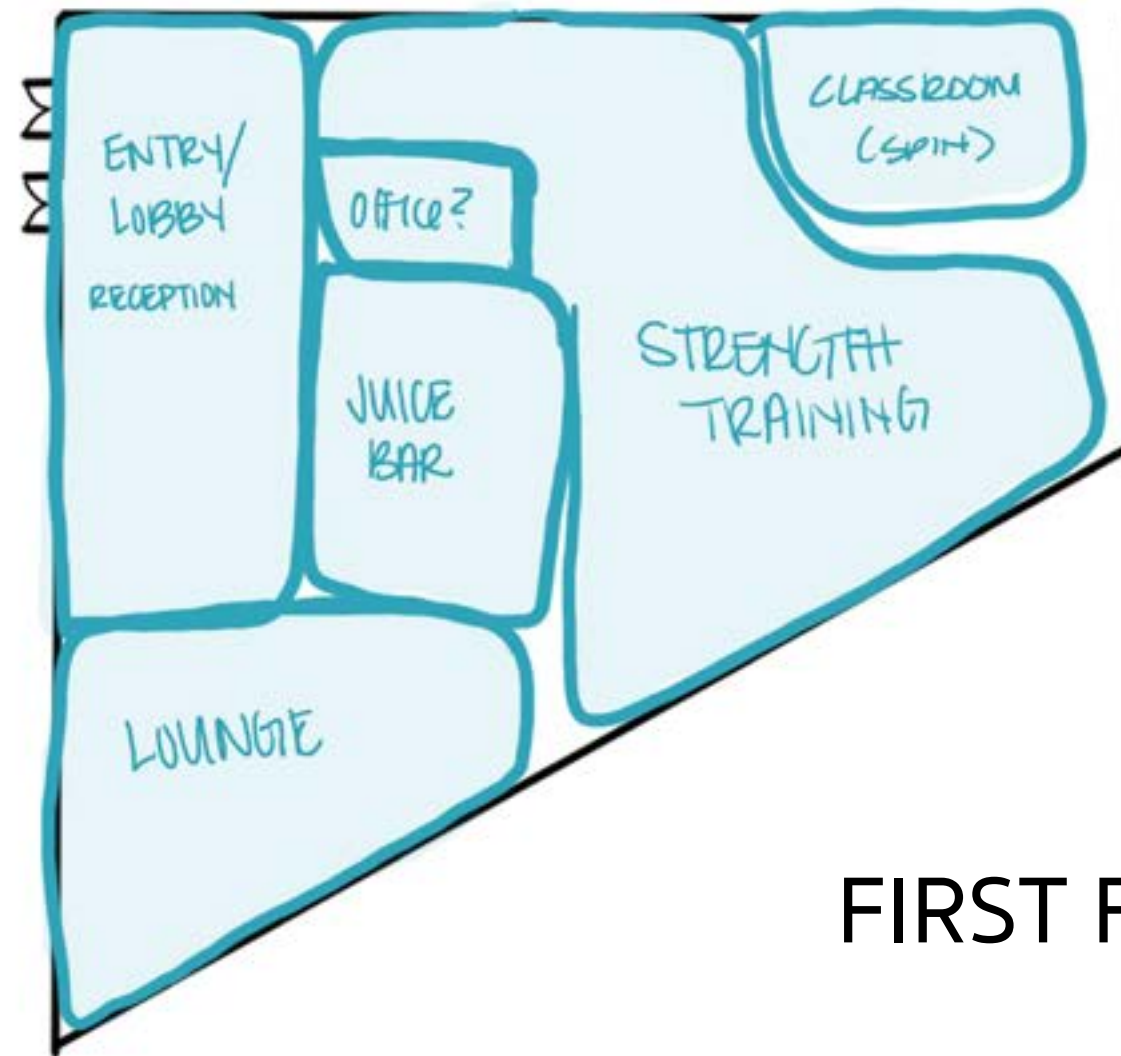 ENTRY/
LOBBY
RECEPTION
OFFICE?
JUICE
BAR
LOUNGE
STRENGTH
TRAINING
CLASSROOM
(SPIN)
FIRST F